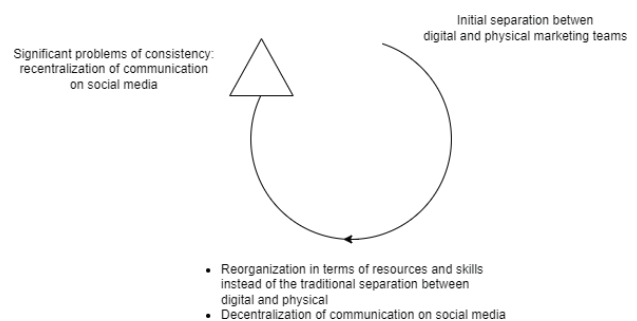 Initial separation betwen
digital and physical marketing teams
Significant problems of consistency:
recentralization of communication
on social media
• Reorganization in terms of resources and skills
instead of the traditional separation between
digital and physical
• Decentralization of communication on social media